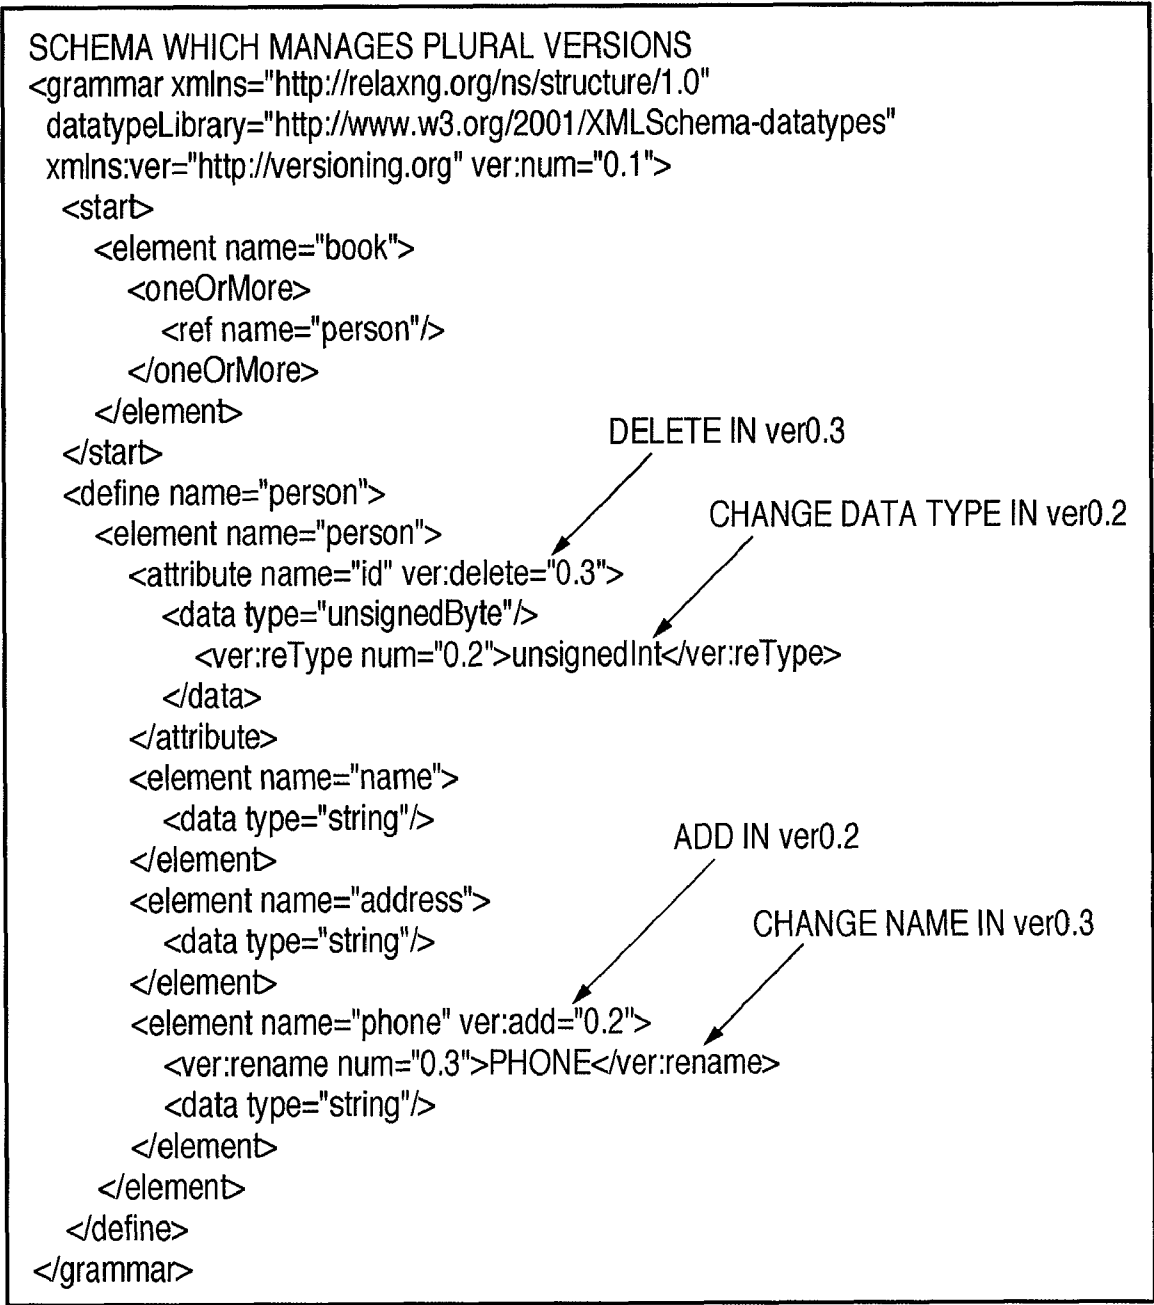 SCHEMA WHICH MANAGES PLURAL VERSIONS
<grammar xmlns="http://relaxng.org/ns/structure/1.0"
datatypeLibrary="http://www.w3.org/2001/XMLSchema-datatypes"
xmlns:ver="http://versioning.org" ver:num="0.1">
<start>
<element name="book">
<oneOrMore>
<ref name="person"/>
</oneOrMore>
</element>
DELETE IN ver0.3
</start>
<define name="person">
CHANGE DATA TYPE IN ver0.2
<element name="person">
<attribute name="id" ver:delete="0.3">
<data type="unsignedByte"/>
<ver:reType num="0.2">unsignedInt</ver:reType>
</data>
</attribute>
<element name="name">
<data type="string"/>
ADD IN ver0.2
</element>
<element name="address">
CHANGE NAME IN ver0.3
<data type="string"/>
</element>
<element name="phone" ver:add="0.2">
<ver:rename num="0.3">PHONE</ver:rename>
<data type="string"/>
</element>
</element>
</define>
</grammar>